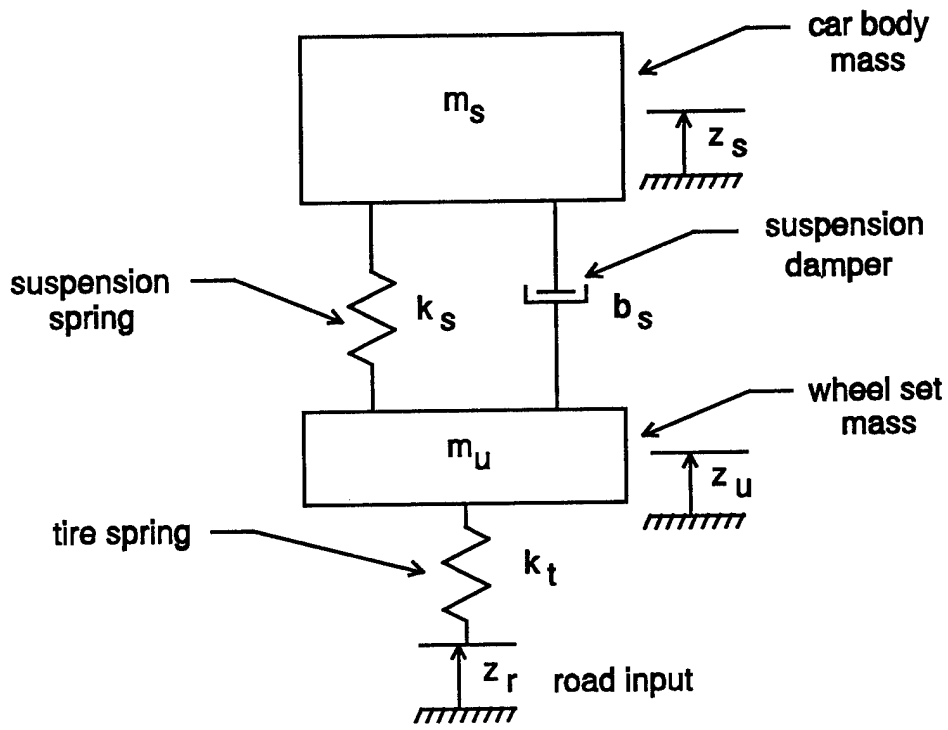 car body
mass
m_s
z_s
suspension
damper
suspension
spring
k_s
b_s
wheel set
mass
m_u
z_u
tire spring
k_t
z_r
road input